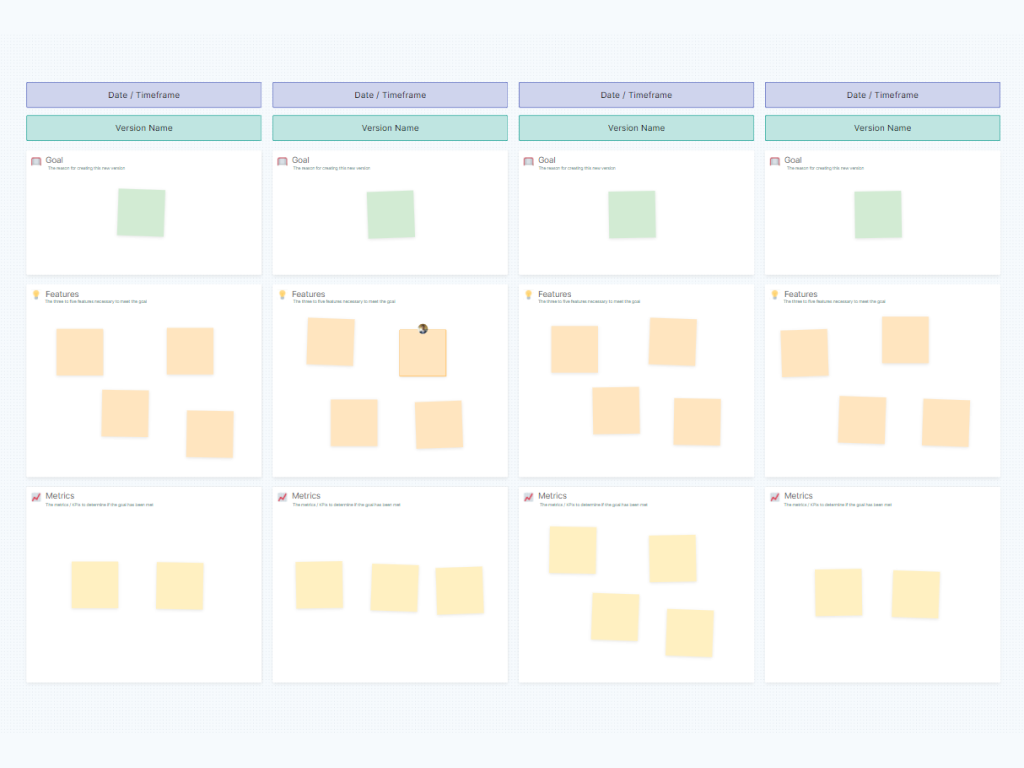 Date / Timeframe
Date / Timeframe
Date / Timeframe
Date / Timeframe
Version Name
Version Name
Version Name
Version Name
Goal
The reason for creating this new version
Goal
The reason for creating this new version
Goal
The reason for creating this new version
Goal
The reason for creating this new version
Features
The three to five features necessary to meet the goal
Features
The three to five features necessary to meet the goal
Features
The three to five features necessary to meet the goal
Features
The three to five features necessary to meet the goal
Metrics
The metrics / KPIs to determine if the goal has been met
Metrics
The metrics / KPIs to determine if the goal has been met
Metrics
The metrics / KPIs to determine if the goal has been met
Metrics
The metrics / KPIs to determine if the goal has been met